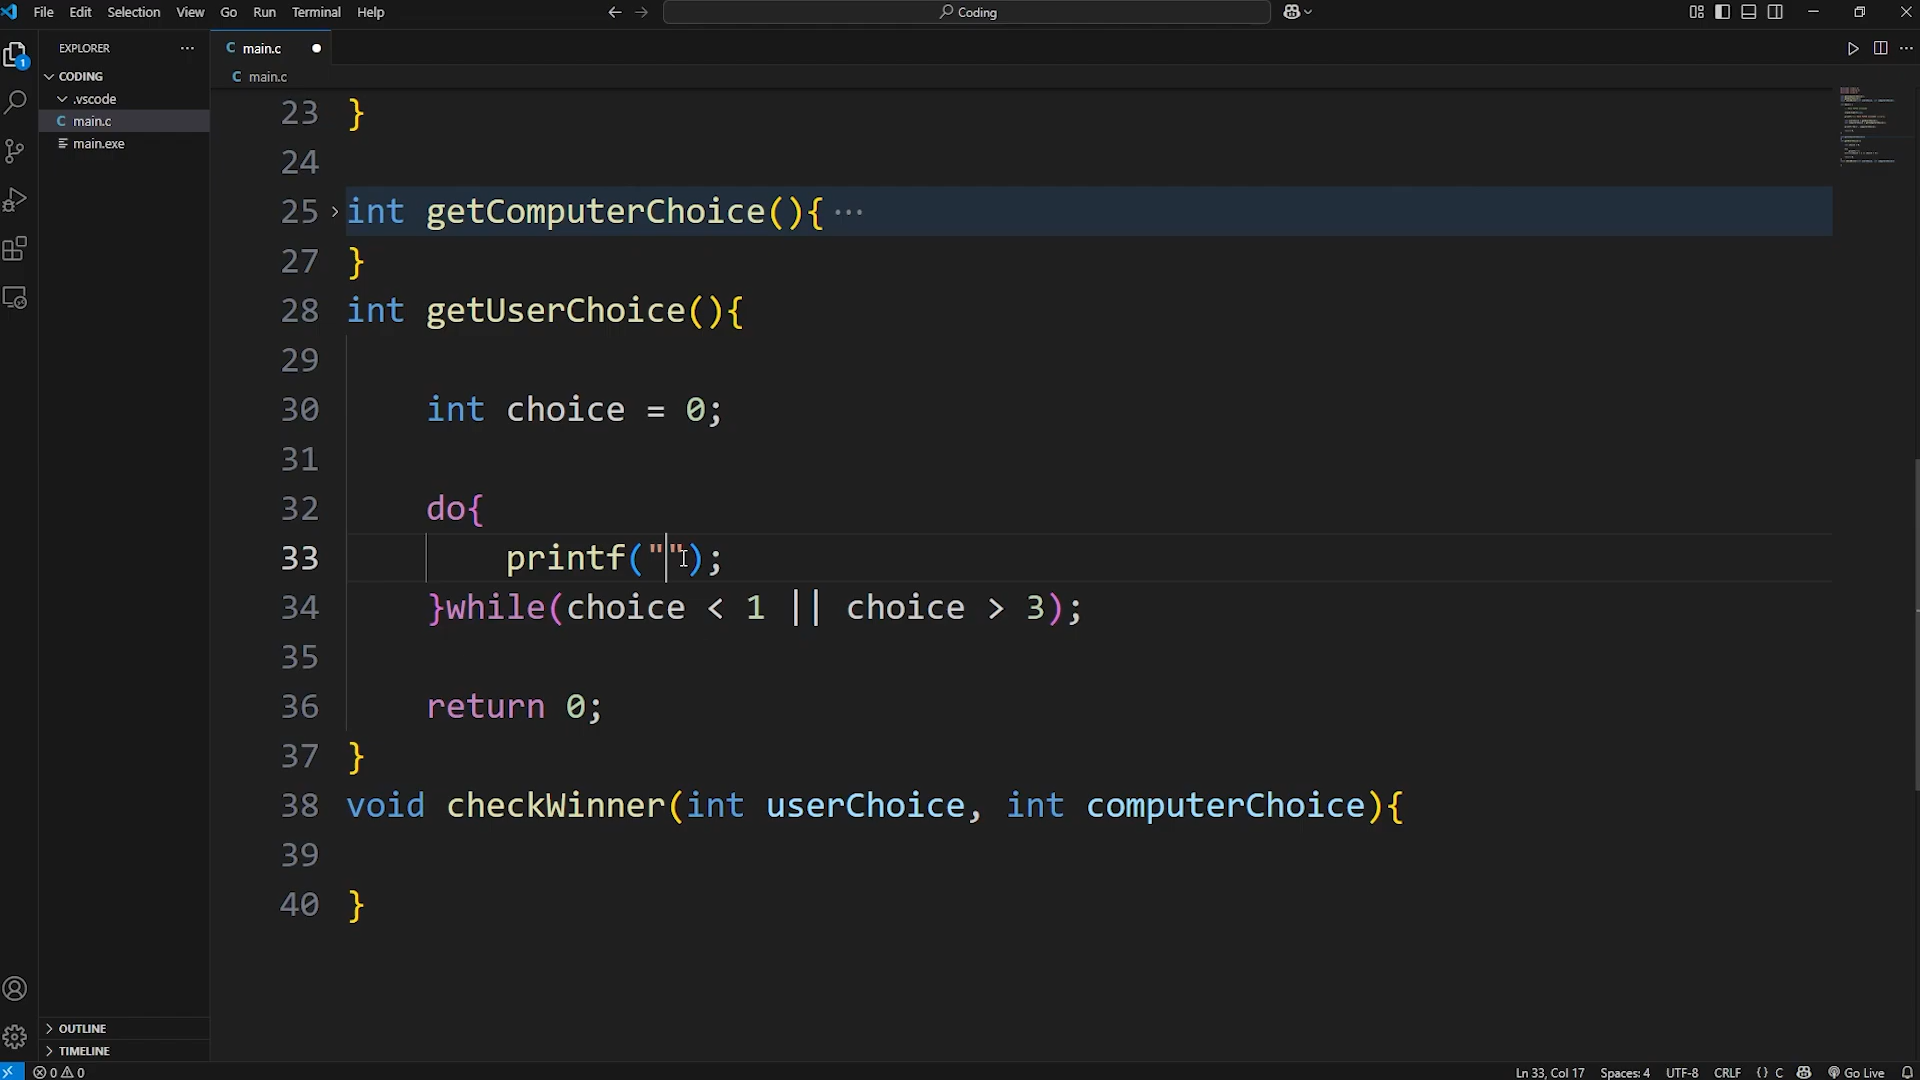 File Edit Selection View Go Run Terminal Help
Coding
EXPLORER
main.c
1
CODING
main.c
.vscode
main.c
main.exe
23 }
24
25 int getComputerChoice(){ ···
27 }
28 int getUserChoice(){
29
30 int choice = 0;
31
32 do{
33 printf("");
34 }while(choice < 1 || choice > 3);
35
36 return 0;
37 }
38 void checkWinner(int userChoice, int computerChoice){
39
40 }
OUTLINE
TIMELINE
0 0
Ln 33, Col 17 Spaces: 4 UTF-8 CRLF {} C Go Live